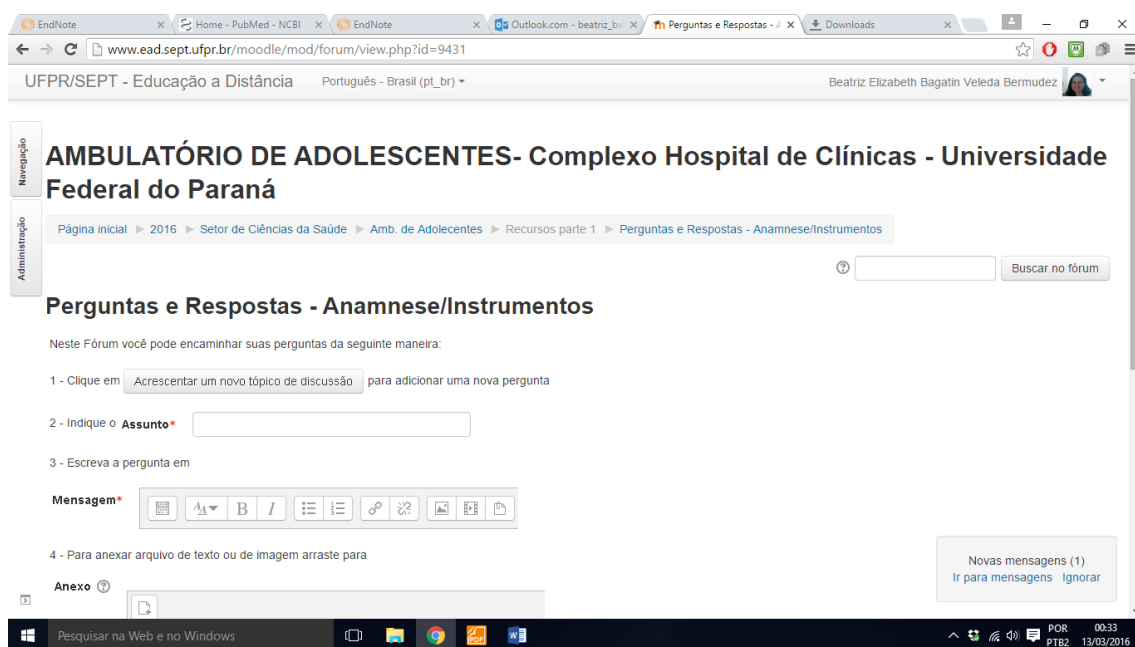 EndNote
Home - PubMed - NCBI
EndNote
Outlook.com - beatriz_bv
Perguntas e Respostas - A
Downloads
www.ead.sept.ufpr.br/moodle/mod/forum/view.php?id=9431
UFPR/SEPT - Educação a Distância
Português - Brasil (pt_br)
Beatriz Elizabeth Bagatin Veleda Bermudez
Navegação
Administração
AMBULATÓRIO DE ADOLESCENTES- Complexo Hospital de Clínicas - Universidade
Federal do Paraná
Página inicial ▶ 2016 ▶ Setor de Ciências da Saúde ▶ Amb. de Adolecentes ▶ Recursos parte 1 ▶ Perguntas e Respostas - Anamnese/Instrumentos
Buscar no fórum
Perguntas e Respostas - Anamnese/Instrumentos
Neste Fórum você pode encaminhar suas perguntas da seguinte maneira:
1 - Clique em Acrescentar um novo tópico de discussão para adicionar uma nova pergunta
2 - Indique o Assunto*
3 - Escreva a pergunta em
Mensagem*
4 - Para anexar arquivo de texto ou de imagem arraste para
Anexo
Novas mensagens (1)
Ir para mensagens Ignorar
Pesquisar na Web e no Windows
POR 00:33
PTB2 13/03/2016